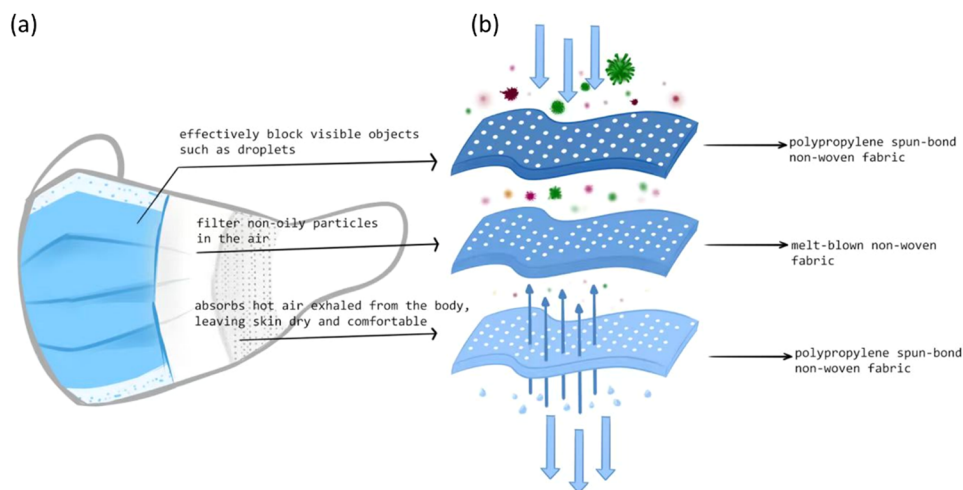 (a)
(b)
effectively block visible objects
such as droplets
polypropylene spun-bond
non-woven fabric
filter non-oily particles
in the air
melt-blown non-woven
fabric
absorbs hot air exhaled from the body,
leaving skin dry and comfortable
polypropylene spun-bond
non-woven fabric